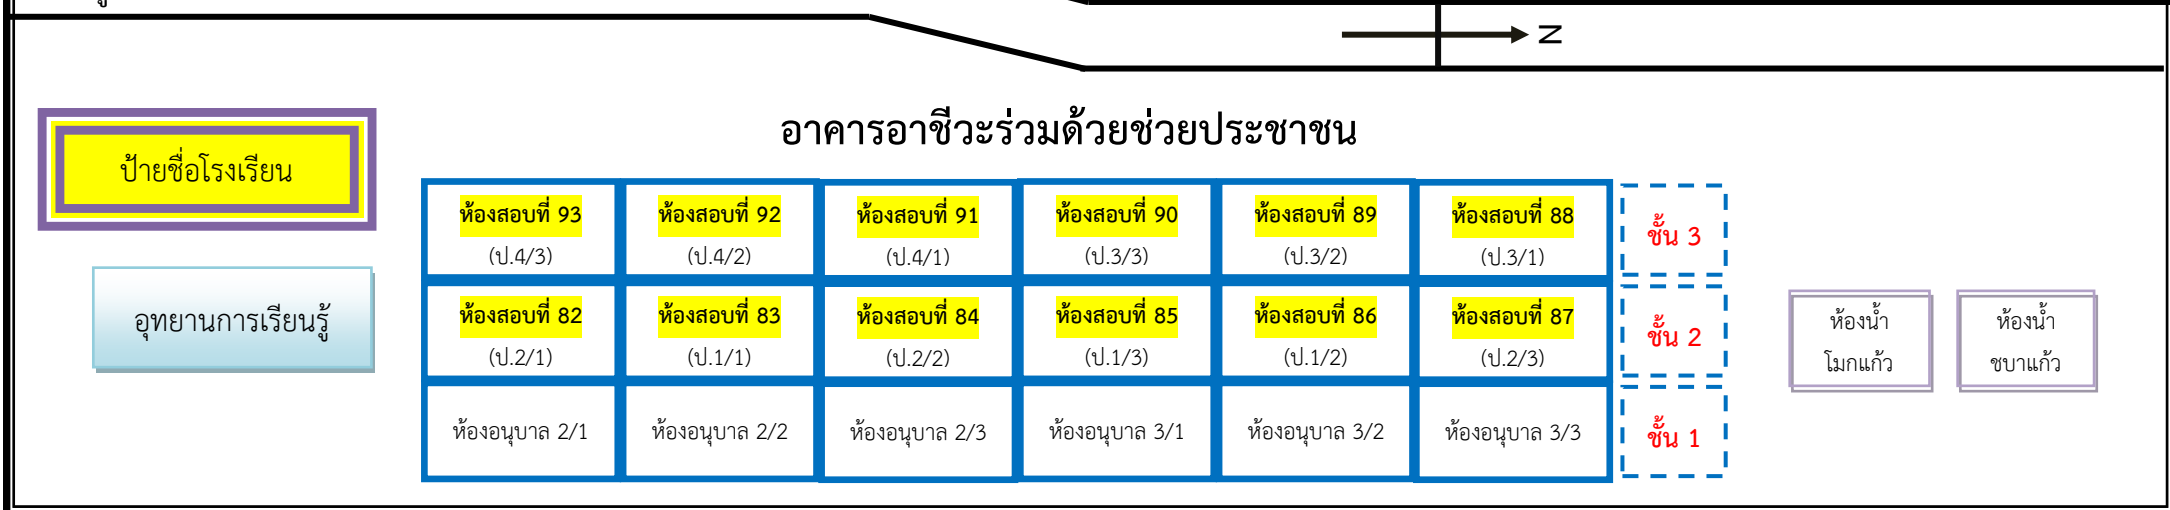 N
อาคารอาชีวะร่วมด้วยช่วยประชาชน
ป้ายชื่อโรงเรียน
อุทยานการเรียนรู้
ห้องสอบที่ 93
(ป.4/3)
ห้องสอบที่ 92
(ป.4/2)
ห้องสอบที่ 91
(ป.4/1)
ห้องสอบที่ 90
(ป.3/3)
ห้องสอบที่ 89
(ป.3/2)
ห้องสอบที่ 88
(ป.3/1)
ชั้น 3
ห้องสอบที่ 82
(ป.2/1)
ห้องสอบที่ 83
(ป.1/1)
ห้องสอบที่ 84
(ป.2/2)
ห้องสอบที่ 85
(ป.1/3)
ห้องสอบที่ 86
(ป.1/2)
ห้องสอบที่ 87
(ป.2/3)
ชั้น 2
ห้องอนุบาล 2/1
ห้องอนุบาล 2/2
ห้องอนุบาล 2/3
ห้องอนุบาล 3/1
ห้องอนุบาล 3/2
ห้องอนุบาล 3/3
ชั้น 1
ห้องน้ำ
โมกแก้ว
ห้องน้ำ
ชบาแก้ว